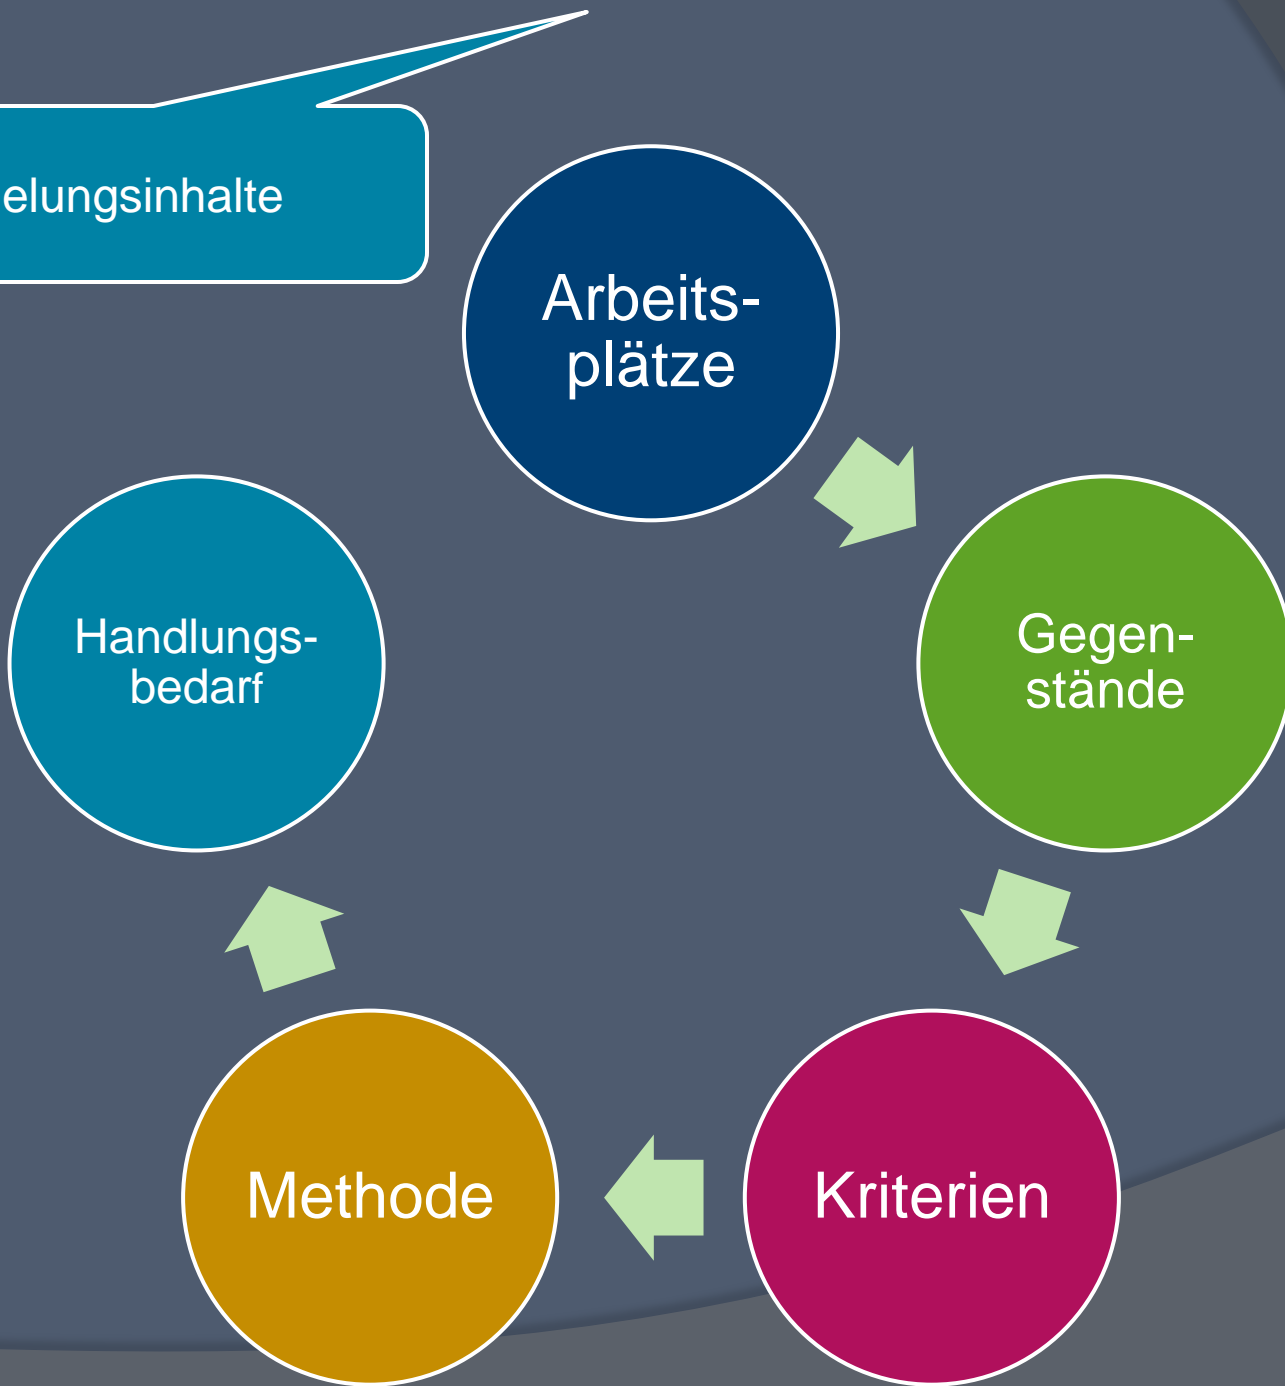 elungsinhalte
Arbeits-
plätze
Gegen-
stände
Kriterien
Methode
Handlungs-
bedarf